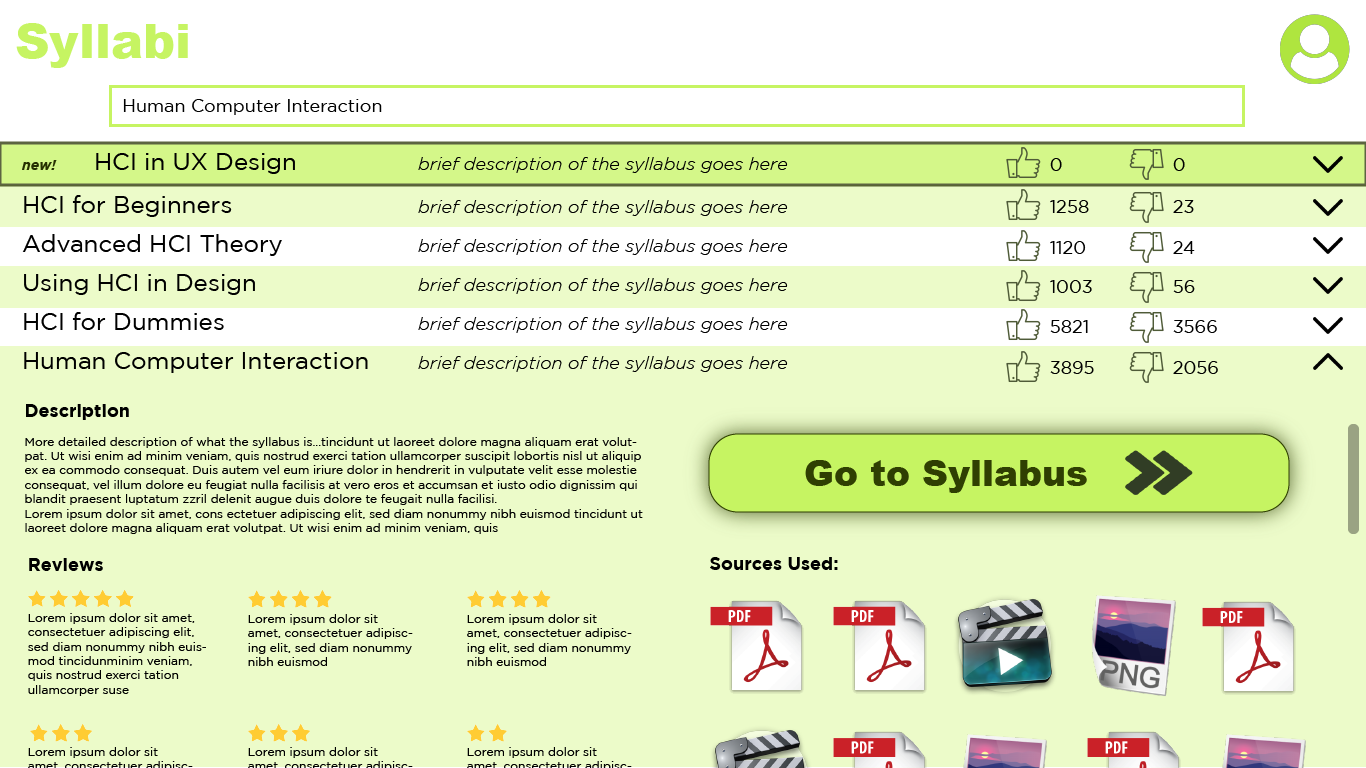 Syllabi
Human Computer Interaction
new! HCI in UX Design brief description of the syllabus goes here 0 0
HCI for Beginners brief description of the syllabus goes here 1258 23
Advanced HCI Theory brief description of the syllabus goes here 1120 24
Using HCI in Design brief description of the syllabus goes here 1003 56
HCI for Dummies brief description of the syllabus goes here 5821 3566
Human Computer Interaction brief description of the syllabus goes here 3895 2056
Description
More detailed description of what the syllabus is...tincidunt ut laoreet dolore magna aliquam erat volut-
pat. Ut wisi enim ad minim veniam, quis nostrud exerci tation ullamcorper suscipit lobortis nisl ut aliquip
ex ea commodo consequat. Duis autem vel eum iriure dolor in hendrerit in vulputate velit esse molestie
consequat, vel illum dolore eu feugiat nulla facilisis at vero eros et accumsan et iusto odio dignissim qui
blandit praesent luptatum zzril delenit augue duis dolore te feugait nulla facilisi.
Lorem ipsum dolor sit amet, cons ectetuer adipiscing elit, sed diam nonummy nibh euismod tincidunt ut
laoreet dolore magna aliquam erat volutpat. Ut wisi enim ad minim veniam, quis
Go to Syllabus
Reviews
Lorem ipsum dolor sit amet,
consectetuer adipiscing elit,
sed diam nonummy nibh euis-
mod tincidunminim veniam,
quis nostrud exerci tation
ullamcorper suse
Lorem ipsum dolor sit
amet, consectetuer adipisc-
ing elit, sed diam nonummy
nibh euismod
Lorem ipsum dolor sit
amet, consectetuer adipisc-
ing elit, sed diam nonummy
nibh euismod
Lorem ipsum dolor sit
amet, consectetuer adipisc-
Lorem ipsum dolor sit
amet, consectetuer adipisc-
Lorem ipsum dolor sit
amet, consectetuer adipisc-
Sources Used:
PDF PDF PNG PDF
PDF PDF